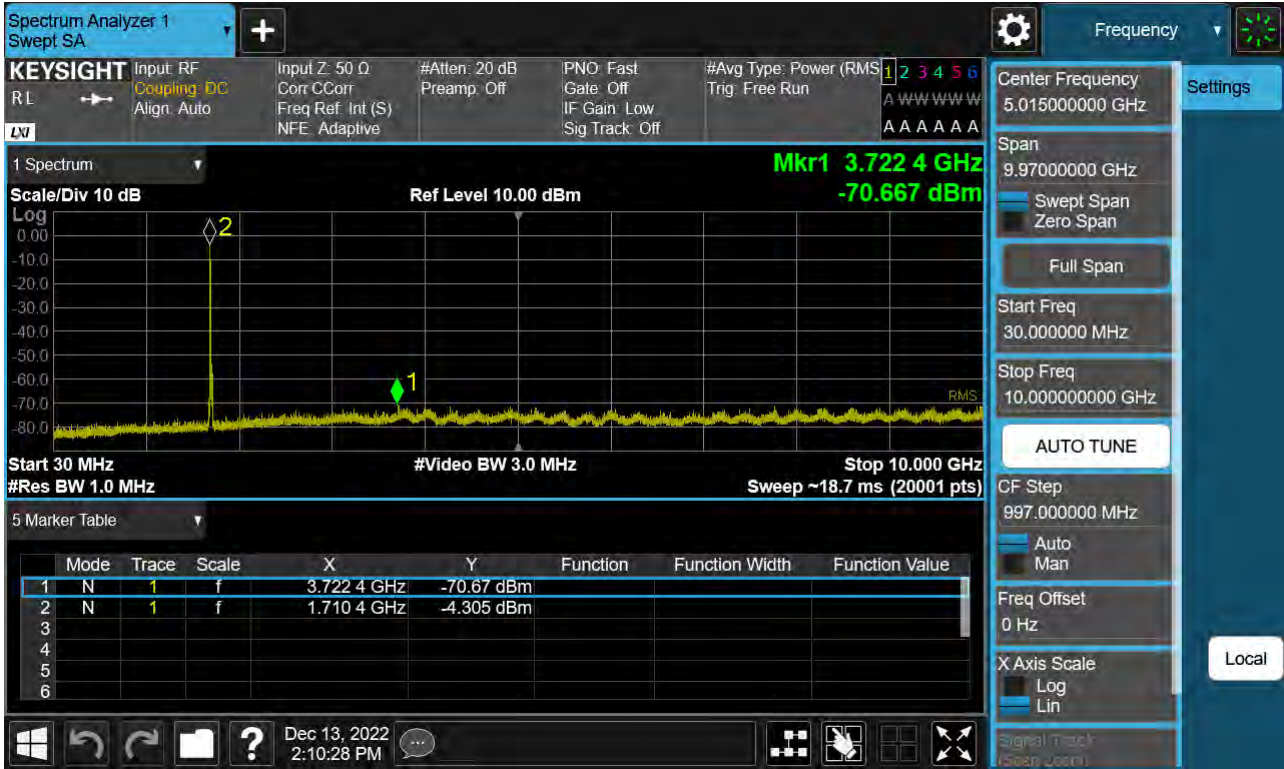 Spectrum Analyzer 1
Swept SA
Frequency
KEYSIGHT
RL
LXI
Input: RF
Coupling: DC
Align: Auto
Input Z: 50 Ω
Corr CCorr
Freq Ref: Int (S)
NFE: Adaptive
#Atten: 20 dB
Preamp: Off
PNO: Fast
Gate: Off
IF Gain: Low
Sig Track: Off
#Avg Type: Power (RMS
Trig: Free Run
1 2 3 4 5 6
A W W W W W
A A A A A A
1 Spectrum
Mkr1 3.722 4 GHz
-70.667 dBm
Scale/Div 10 dB
Ref Level 10.00 dBm
Log
0.00
-10.0
-20.0
-30.0
-40.0
-50.0
-60.0
-70.0
-80.0
2
1
RMS
Start 30 MHz
#Video BW 3.0 MHz
Stop 10.000 GHz
#Res BW 1.0 MHz
Sweep ~18.7 ms (20001 pts)
5 Marker Table
Mode Trace Scale X Y Function Function Width Function Value
1 N 1 f 3.722 4 GHz -70.67 dBm
2 N 1 f 1.710 4 GHz -4.305 dBm
3
4
5
6
Dec 13, 2022
2:10:28 PM
Center Frequency
5.015000000 GHz
Span
9.97000000 GHz
Swept Span
Zero Span
Full Span
Start Freq
30.000000 MHz
Stop Freq
10.000000000 GHz
AUTO TUNE
CF Step
997.000000 MHz
Auto
Man
Freq Offset
0 Hz
X Axis Scale
Log
Lin
Signal Track
(Span Zoom)
Settings
Local